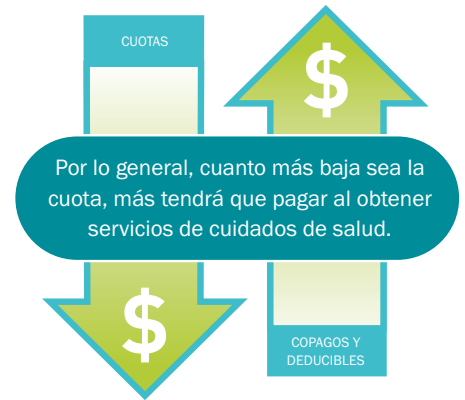 CUOTAS
$
Por lo general, cuanto más baja sea la
cuota, más tendrá que pagar al obtener
servicios de cuidados de salud.
$
COPAGOS Y
DEDUCIBLES